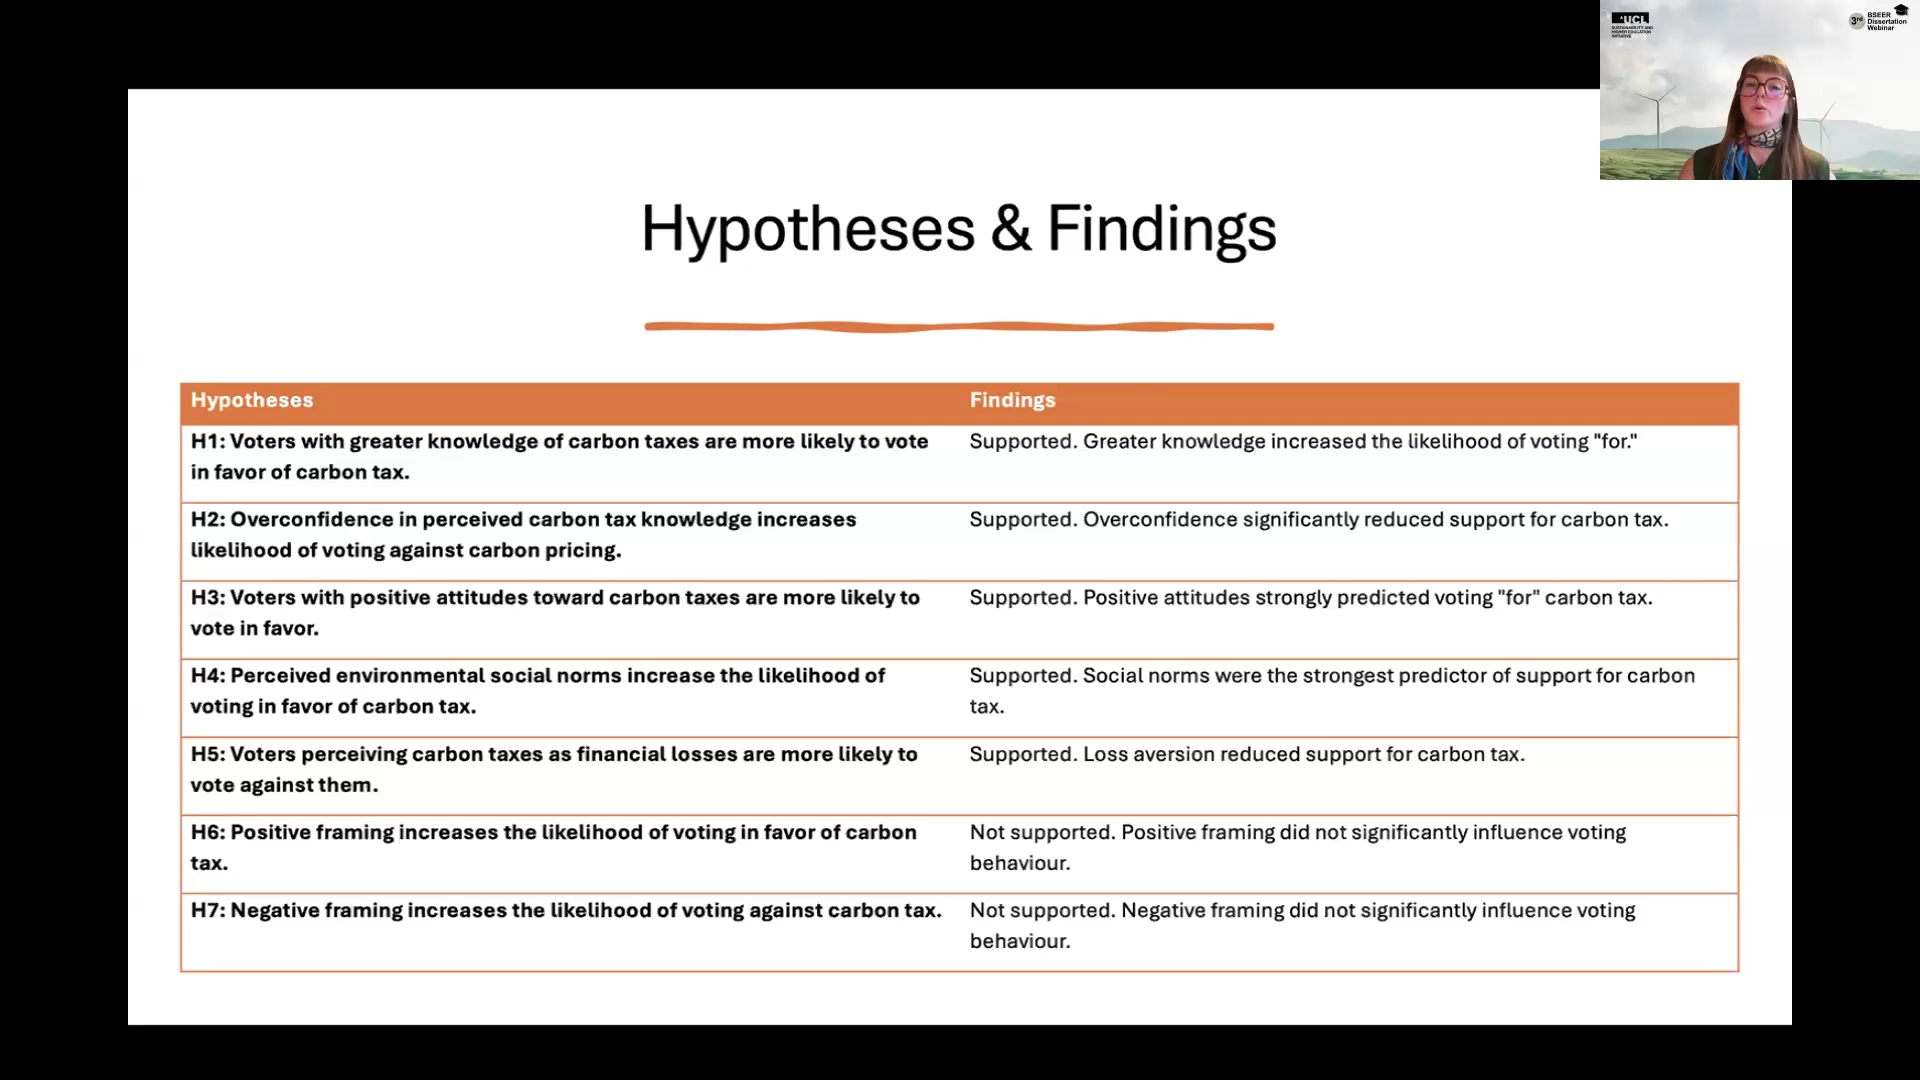 UCL
SUSTAINABILITY AND
HIGHER EDUCATION
INITIATIVE
3rd
BSEER
Dissertation
Webinar
Hypotheses & Findings
Hypotheses
Findings
H1: Voters with greater knowledge of carbon taxes are more likely to vote
in favor of carbon tax.
Supported. Greater knowledge increased the likelihood of voting "for."
H2: Overconfidence in perceived carbon tax knowledge increases
likelihood of voting against carbon pricing.
Supported. Overconfidence significantly reduced support for carbon tax.
H3: Voters with positive attitudes toward carbon taxes are more likely to
vote in favor.
Supported. Positive attitudes strongly predicted voting "for" carbon tax.
H4: Perceived environmental social norms increase the likelihood of
voting in favor of carbon tax.
Supported. Social norms were the strongest predictor of support for carbon
tax.
H5: Voters perceiving carbon taxes as financial losses are more likely to
vote against them.
Supported. Loss aversion reduced support for carbon tax.
H6: Positive framing increases the likelihood of voting in favor of carbon
tax.
Not supported. Positive framing did not significantly influence voting
behaviour.
H7: Negative framing increases the likelihood of voting against carbon tax.
Not supported. Negative framing did not significantly influence voting
behaviour.